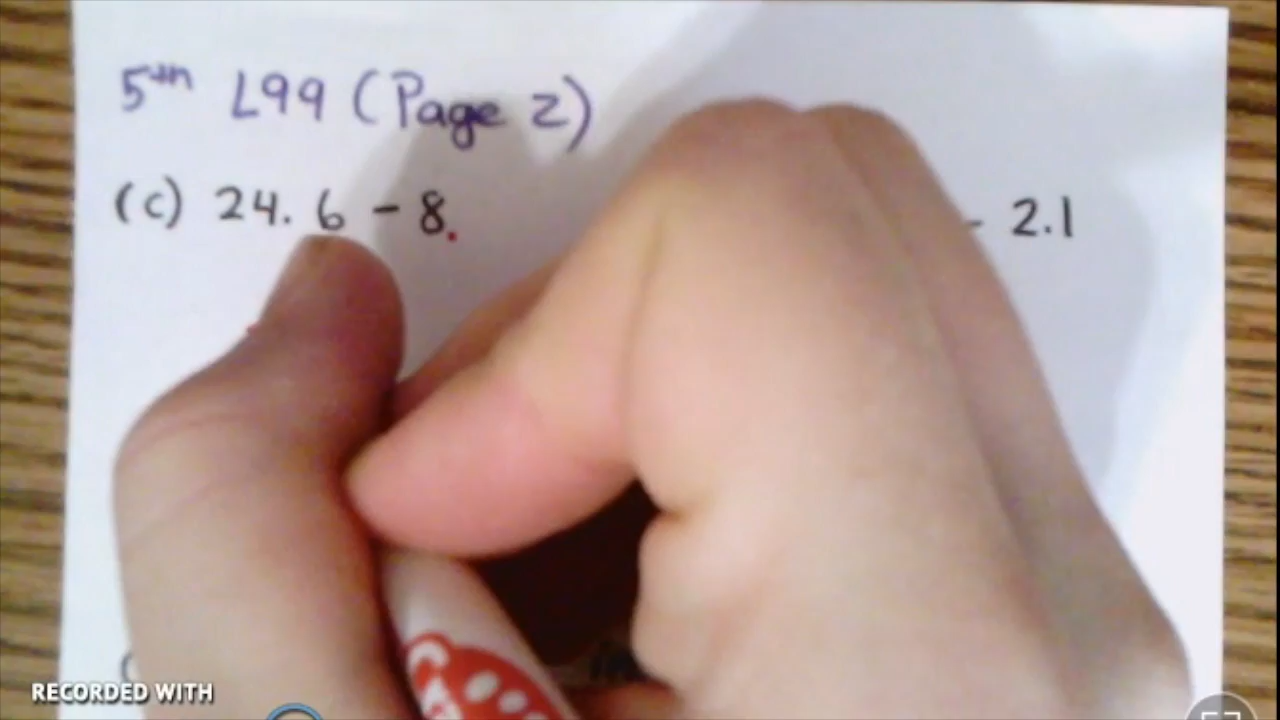 5th L99 (Page 2)
(c) 24.6 - 8. - 2.1
RECORDED WITH